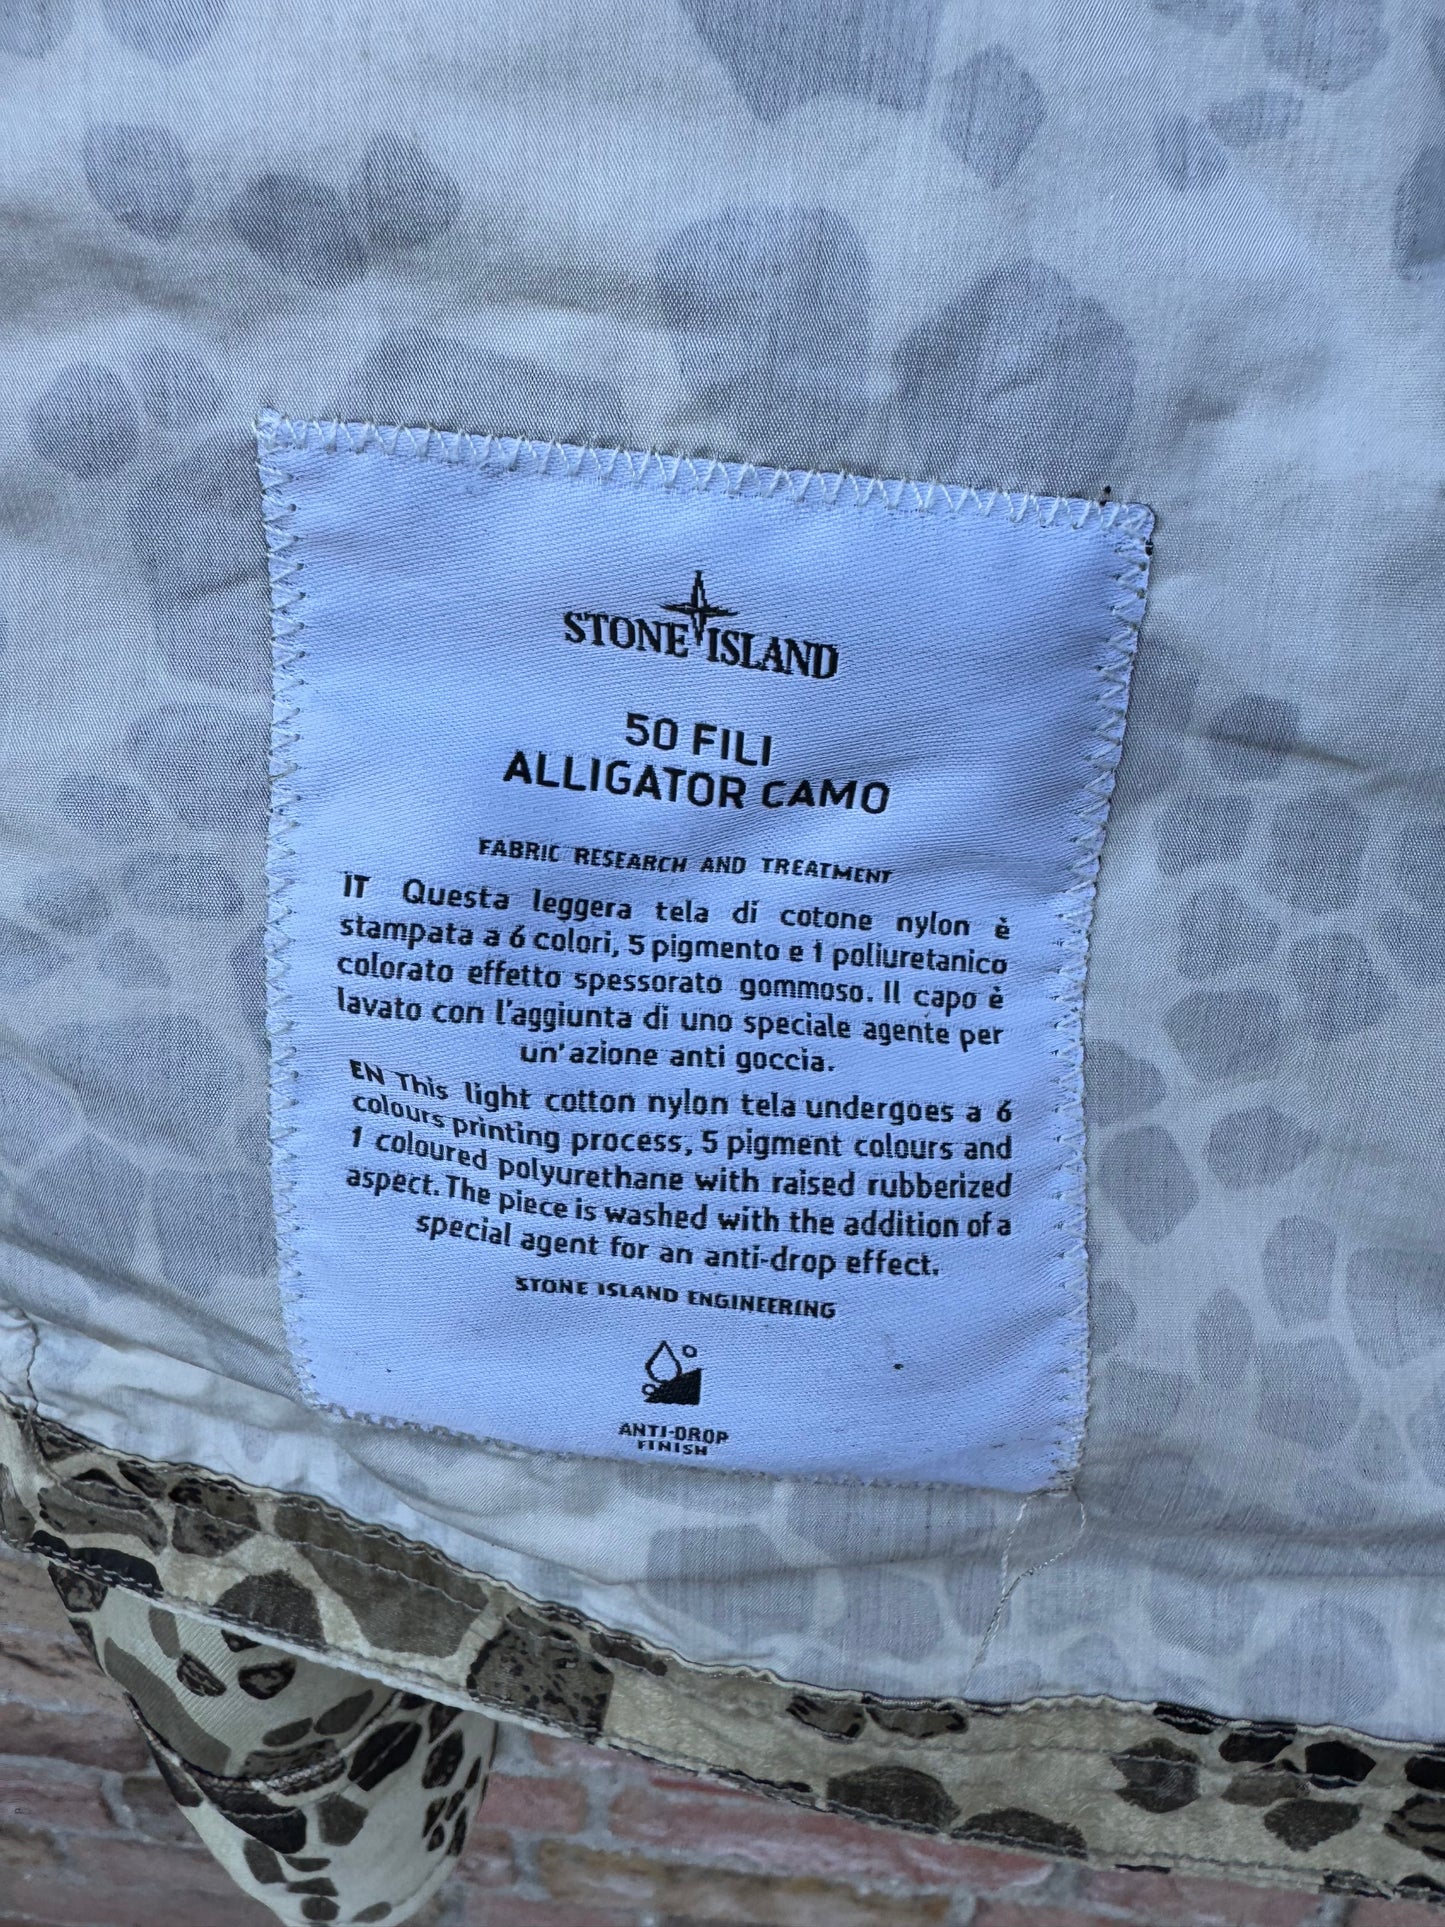 STONE ISLAND
50 FILI
ALLIGATOR CAMO
FABRIC RESEARCH AND TREATMENT
IT Questa leggera tela di cotone nylon è
stampata a 6 colori, 5 pigmento e 1 poliuretanico
colorato effetto spessorato gommoso. Il capo è
lavato con l'aggiunta di uno speciale agente per
un'azione anti goccia.
EN This light cotton nylon tela undergoes a 6
colours printing process, 5 pigment colours and
1 coloured polyurethane with raised rubberized
aspect. The piece is washed with the addition of a
special agent for an anti-drop effect.
STONE ISLAND ENGINEERING
ANTI-DROP
FINISH